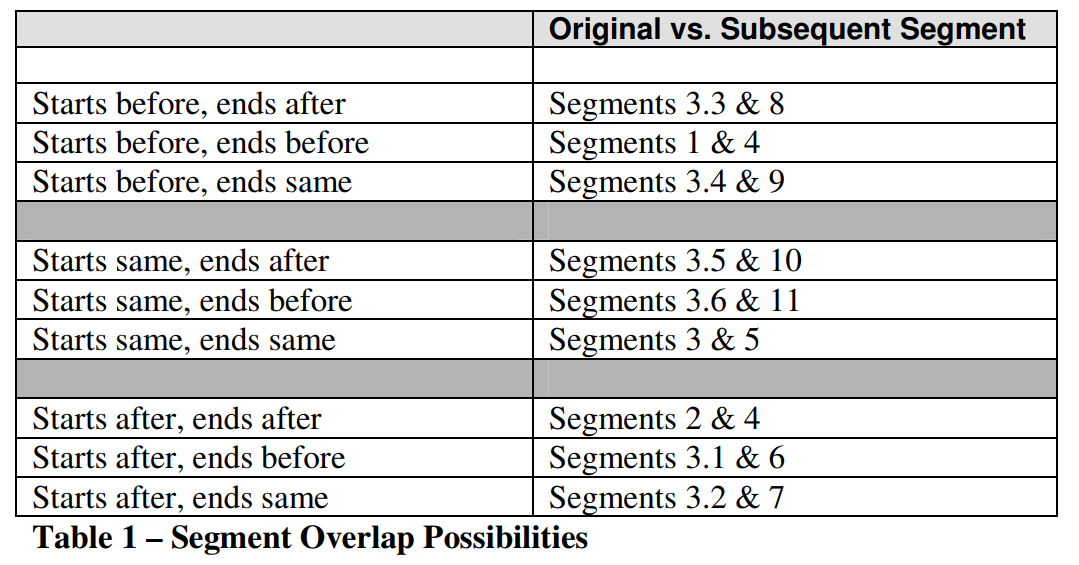 Original vs. Subsequent Segment
Starts before, ends after Segments 3.3 & 8
Starts before, ends before Segments 1 & 4
Starts before, ends same Segments 3.4 & 9
Starts same, ends after Segments 3.5 & 10
Starts same, ends before Segments 3.6 & 11
Starts same, ends same Segments 3 & 5
Starts after, ends after Segments 2 & 4
Starts after, ends before Segments 3.1 & 6
Starts after, ends same Segments 3.2 & 7
Table 1 – Segment Overlap Possibilities